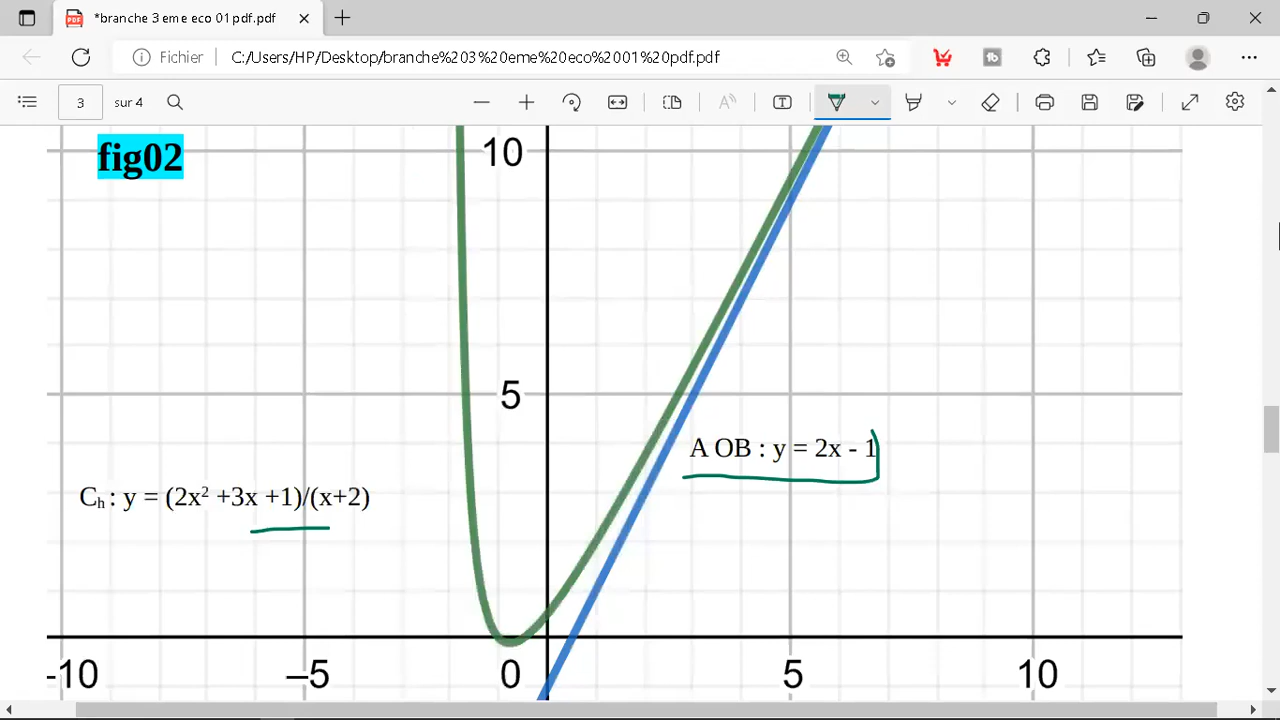 *branche 3 eme eco 01 pdf.pdf
Fichier C:/Users/HP/Desktop/branche%203%20eme%20eco%2001%20pdf.pdf
3 sur 4
fig02
10
5
A OB : y = 2x - 1
Cₕ : y = (2x² +3x +1)/(x+2)
-10 –5 0 5 10